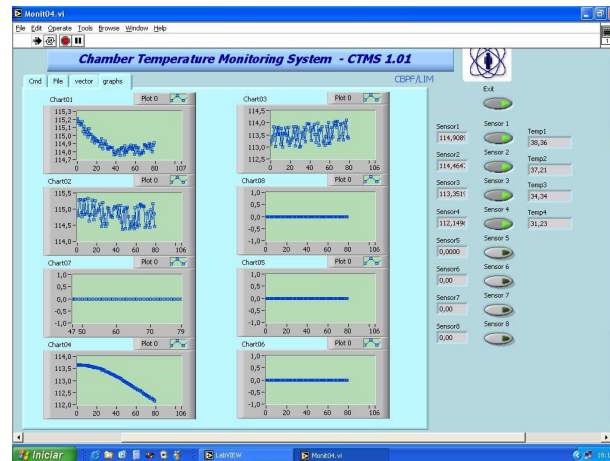 Monit04.vi
File Edit Operate Tools Browse Window Help
Chamber Temperature Monitoring System - CTMS 1.01
CBPF/LIM
Cmd File vector graphs
Exit
Chart01 Plot 0
115,3
115,2
115,1
115,0
114,9
114,8
114,7
0 20 40 60 80 107
Chart03 Plot 0
114,5
114,0
113,5
113,0
112,5
0 20 40 60 80 106
Chart02 Plot 0
115,5
115,0
114,5
114,0
0 20 40 60 80 106
Chart08 Plot 0
1,0
0,5
0,0
-0,5
-1,0
0 20 40 60 80 106
Chart07 Plot 0
1,0
0,5
0,0
-0,5
-1,0
47 50 60 70 79
Chart05 Plot 0
1,0
0,5
0,0
-0,5
-1,0
0 20 40 60 80 106
Chart04 Plot 0
114,0
113,5
113,0
112,5
112,0
0 20 40 60 80 106
Chart06 Plot 0
1,0
0,5
0,0
-0,5
-1,0
0 20 40 60 80 106
Sensor1 Sensor 1 Temp1
114,908 38,36
Sensor2 Sensor 2 Temp2
114,464 37,21
Sensor3 Sensor 3 Temp3
113,351 34,34
Sensor4 Sensor 4 Temp4
112,149 31,23
Sensor5 Sensor 5
0,0000
Sensor6 Sensor 6
0,00
Sensor7 Sensor 7
0,00
Sensor8 Sensor 8
0,00
Iniciar LabVIEW Monit04.vi